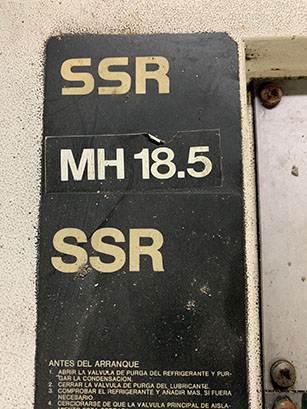 SSR
MH 18.5
SSR
ANTES DEL ARRANQUE
1. ABRIR LA VALVULA DE PURGA DEL REFRIGERANTE Y PUR-
GAR LA CONDENSACION.
2. CERRAR LA VALVULA DE PURGA DEL LUBRICANTE.
3. COMPROBAR EL REFRIGERANTE Y AÑADIR MAS, SI FUERA
NECESARIO.
4. CERCIORARSE DE QUE LA VALVULA PRINCIPAL DE AISLA-